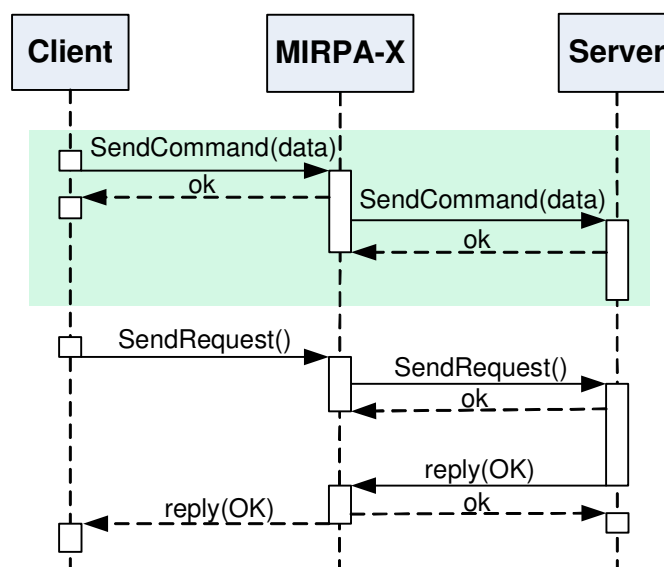 Client
MIRPA-X
Server
SendCommand(data)
ok
SendCommand(data)
ok
SendRequest()
SendRequest()
ok
reply(OK)
reply(OK)
ok